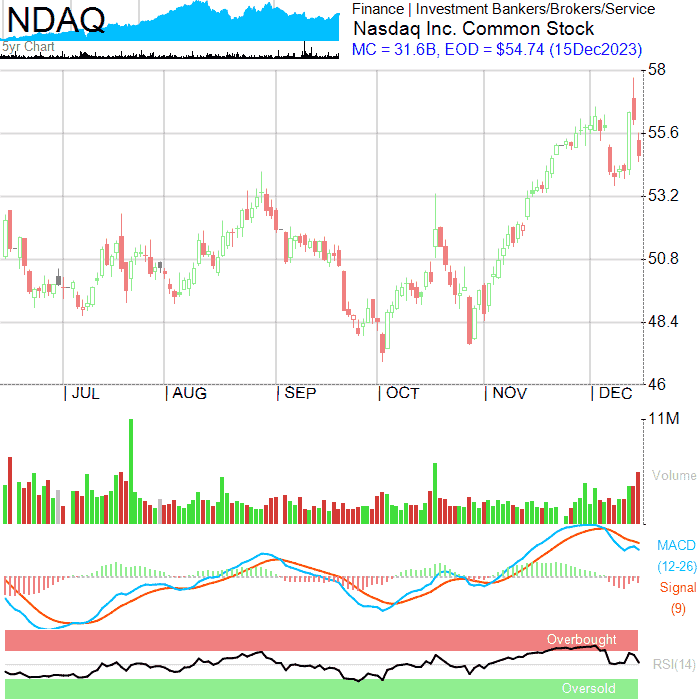 NDAQ
5yr Chart
Finance | Investment Bankers/Brokers/Service
Nasdaq Inc. Common Stock
MC = 31.6B, EOD = $54.74 (15Dec2023)
58
55.6
53.2
50.8
48.4
46
JUL
AUG
SEP
OCT
NOV
DEC
11M
Volume
MACD
(12-26)
Signal
(9)
Overbought
RSI(14)
Oversold